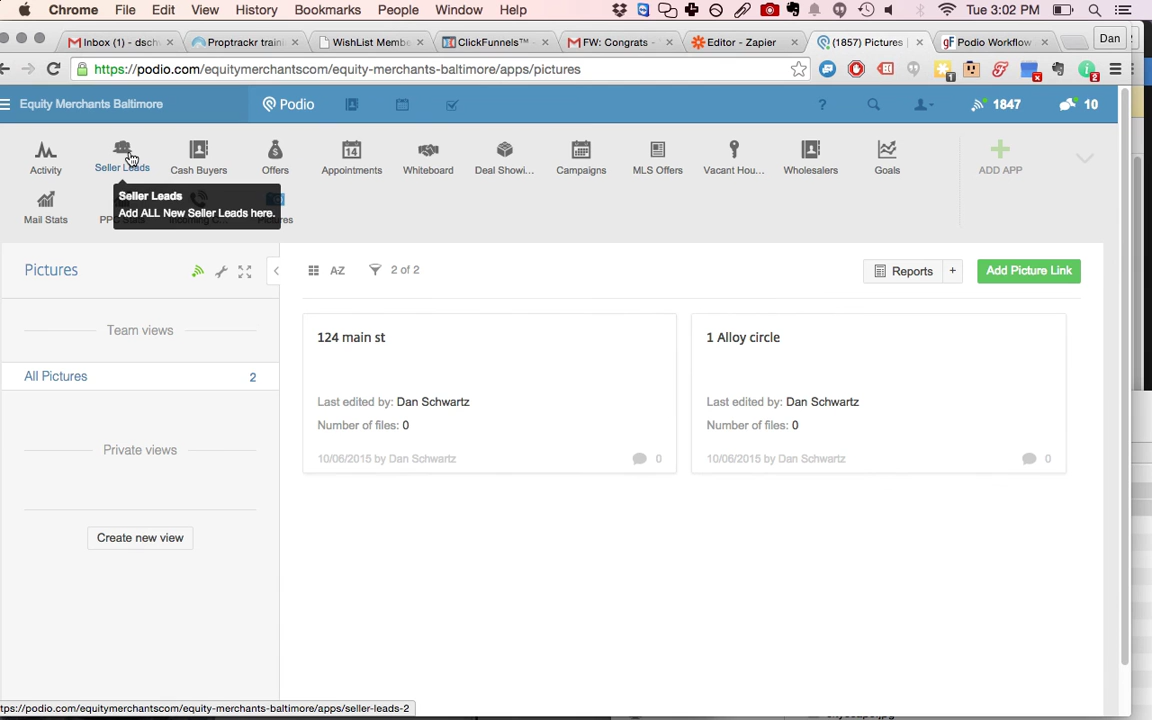 Chrome File Edit View History Bookmarks People Window Help Tue 3:02 PM
Inbox (1) - dsch Proptrackr traini WishList Membe ClickFunnels™ - FW: Congrats - Editor - Zapier (1857) Pictures Podio Workflow Dan
https://podio.com/equitymerchantscom/equity-merchants-baltimore/apps/pictures
Equity Merchants Baltimore Podio ? 1847 10
Activity Seller Leads Cash Buyers Offers 14 Appointments Whiteboard Deal Showi... Campaigns MLS Offers Vacant Hou... Wholesalers Goals ADD APP
Seller Leads
Add ALL New Seller Leads here.
Mail Stats
Pictures A-Z 2 of 2 Reports + Add Picture Link
Team views
All Pictures 2
Private views
Create new view
124 main st
Last edited by: Dan Schwartz
Number of files: 0
10/06/2015 by Dan Schwartz 0
1 Alloy circle
Last edited by: Dan Schwartz
Number of files: 0
10/06/2015 by Dan Schwartz 0
ttps://podio.com/equitymerchantscom/equity-merchants-baltimore/apps/seller-leads-2